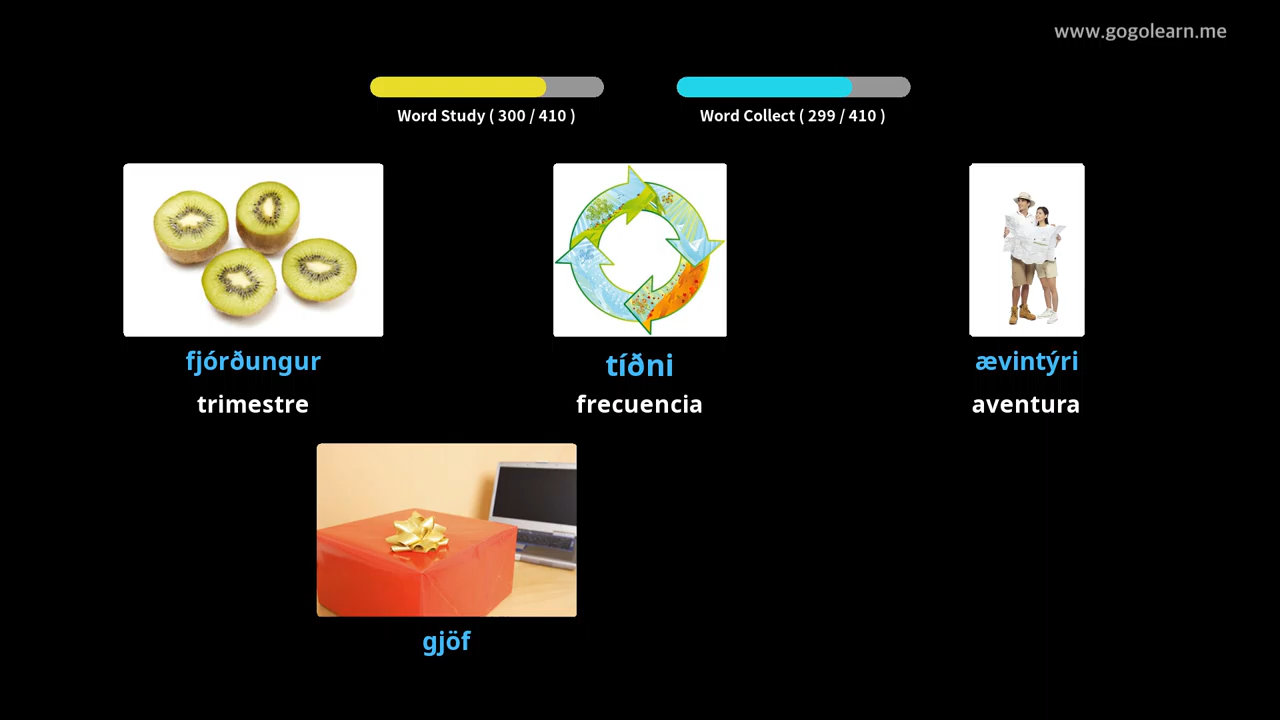 www.gogolearn.me
Word Study ( 300 / 410 )
Word Collect ( 299 / 410 )
fjórðungur
trimestre
tíðni
frecuencia
ævintýri
aventura
gjöf